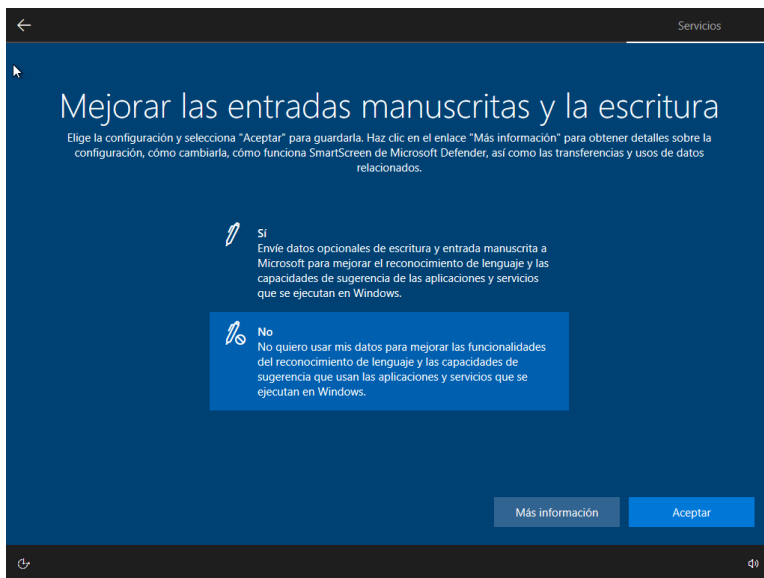 Servicios
Mejorar las entradas manuscritas y la escritura
Elige la configuración y selecciona "Aceptar" para guardarla. Haz clic en el enlace "Más información" para obtener detalles sobre la
configuración, cómo cambiarla, cómo funciona SmartScreen de Microsoft Defender, así como las transferencias y usos de datos
relacionados.
Sí
Envíe datos opcionales de escritura y entrada manuscrita a
Microsoft para mejorar el reconocimiento de lenguaje y las
capacidades de sugerencia de las aplicaciones y servicios
que se ejecutan en Windows.
No
No quiero usar mis datos para mejorar las funcionalidades
del reconocimiento de lenguaje y las capacidades de
sugerencia que usan las aplicaciones y servicios que se
ejecutan en Windows.
Más información
Aceptar